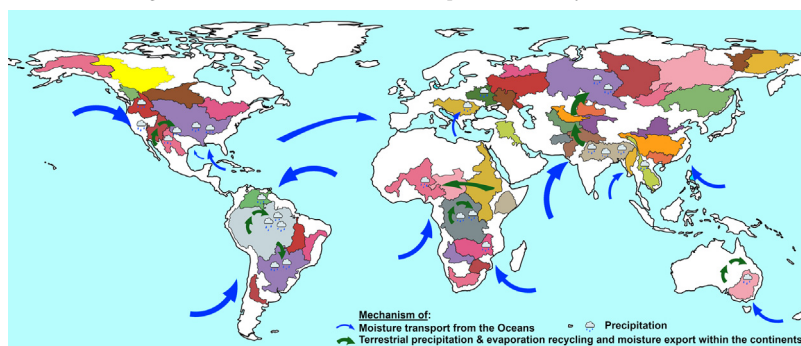 Mechanism of:
Moisture transport from the Oceans
Precipitation
Terrestrial precipitation & evaporation recycling and moisture export within the continents